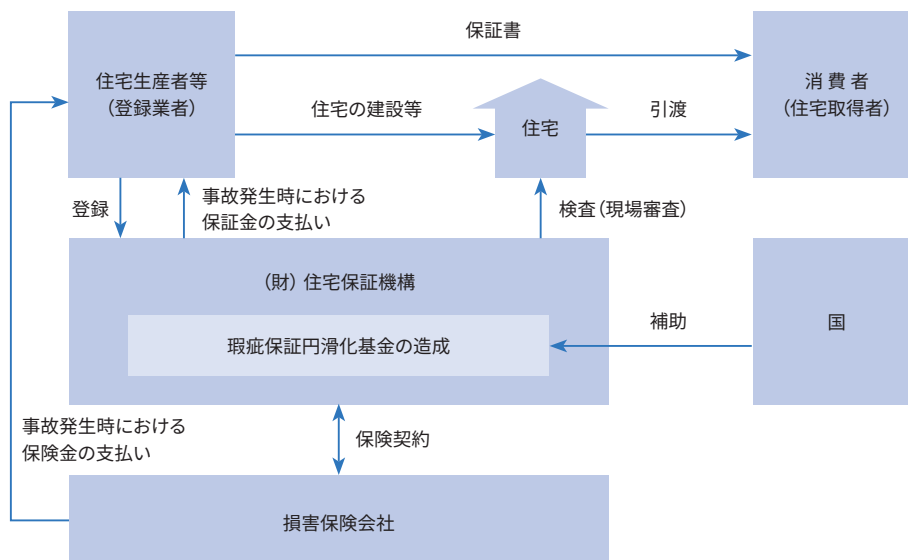 保証書
住宅生産者等
（登録業者）
消 費 者
（住宅取得者）
住宅の建設等
住宅
引渡
登録
事故発生時における
保証金の支払い
検査（現場審査）
（財）住宅保証機構
瑕疵保証円滑化基金の造成
補助
国
事故発生時における
保険金の支払い
保険契約
損害保険会社